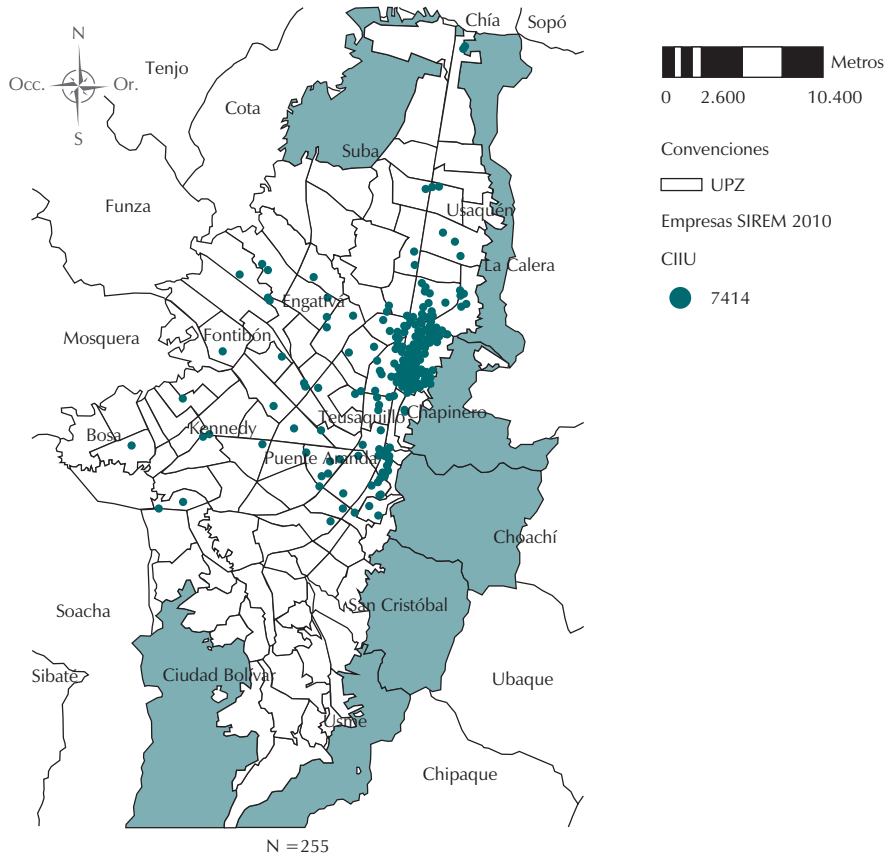 Chía
Sopó
N
Tenjo
Occ.
Or.
S
Cota
Suba
Funza
Usaquén
La Calera
Engativá
Mosquera
Fontibón
Chapinero
Teusaquillo
Bosa
Kennedy
Puente Aranda
Choachí
Soacha
San Cristóbal
Sibaté
Ciudad Bolívar
Ubaque
Usme
Chipaque
N =255
Metros
0 2.600 10.400
Convenciones
UPZ
Empresas SIREM 2010
CIIU
7414